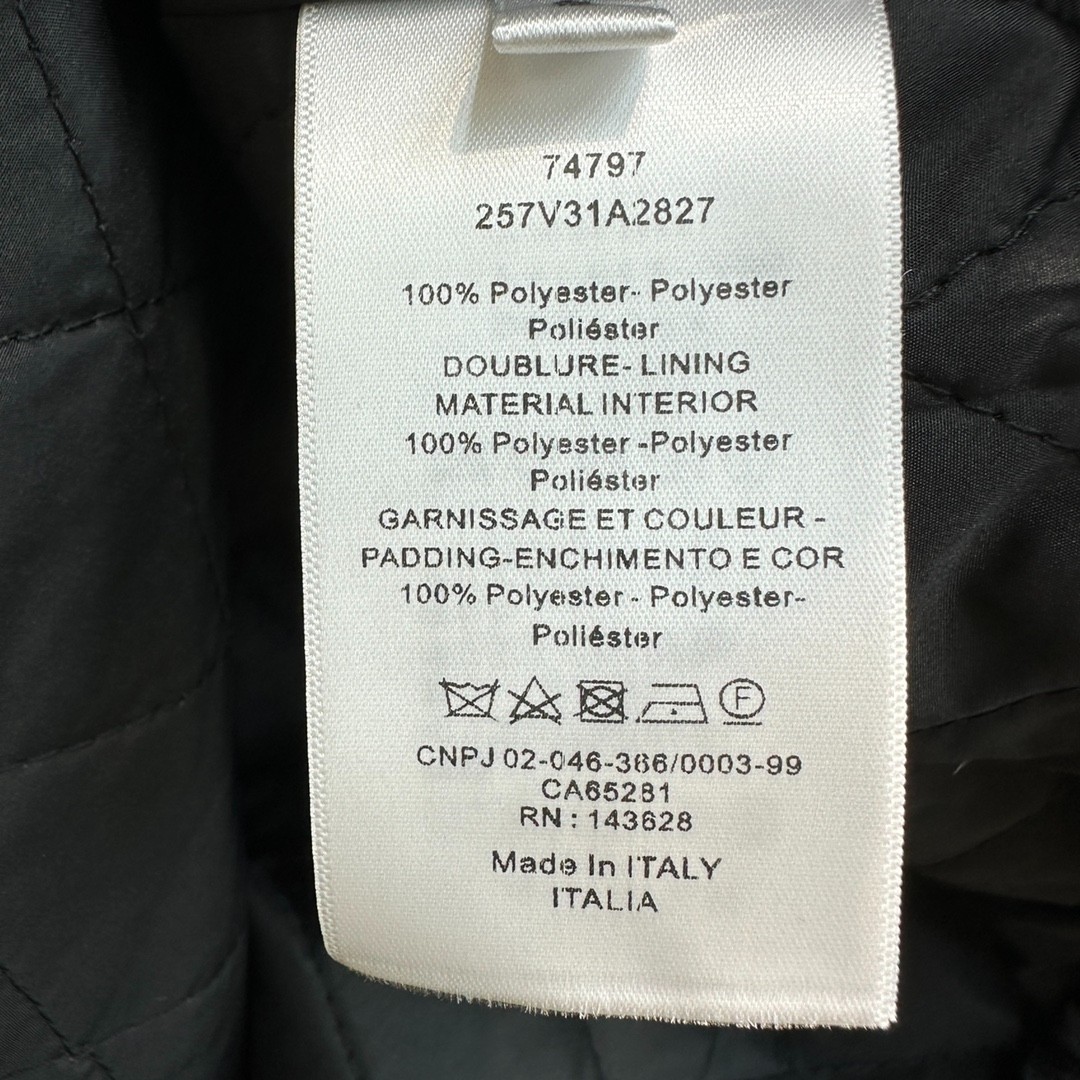 74797
257V31A2827
100% Polyester- Polyester
Poliéster
DOUBLURE- LINING
MATERIAL INTERIOR
100% Polyester -Polyester
Poliéster
GARNISSAGE ET COULEUR -
PADDING-ENCHIMENTO E COR
100% Polyester - Polyester-
Poliéster
F
CNPJ 02-046-366/0003-99
CA65281
RN : 143628
Made In ITALY
ITALIA